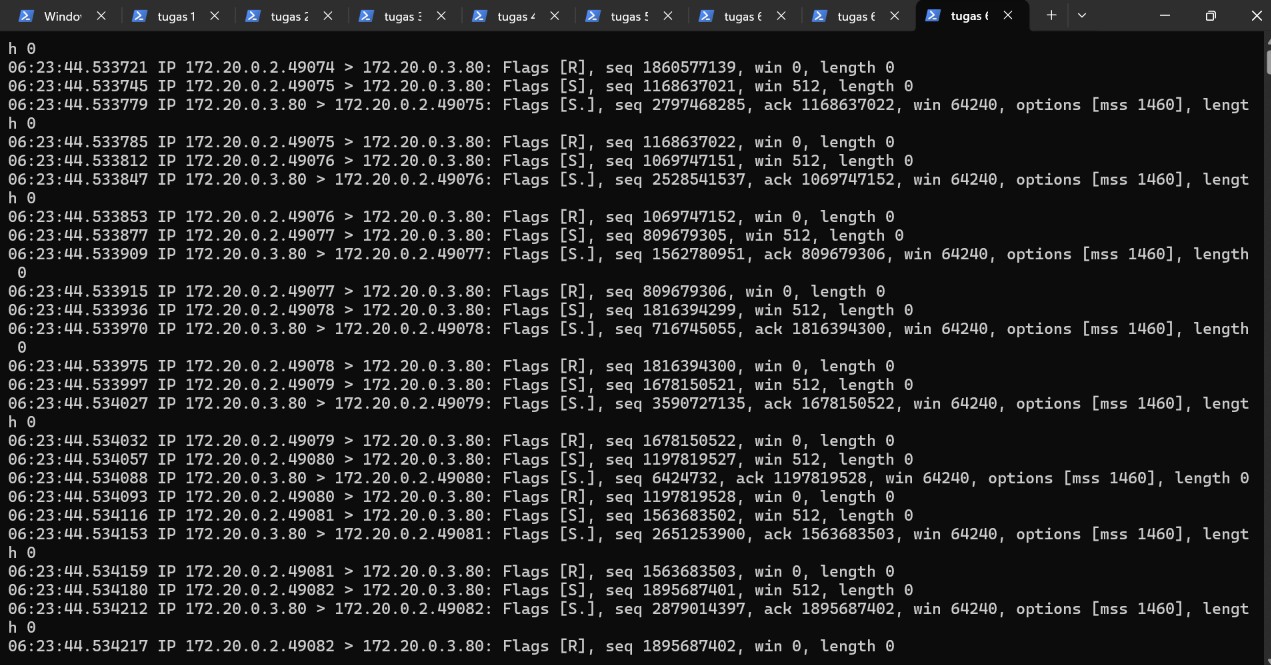 Windo
tugas 1
tugas 2
tugas 3
tugas 4
tugas 5
tugas 6
tugas 6
tugas 6
h 0
06:23:44.533721 IP 172.20.0.2.49074 > 172.20.0.3.80: Flags [R], seq 1860577139, win 0, length 0
06:23:44.533745 IP 172.20.0.2.49075 > 172.20.0.3.80: Flags [S], seq 1168637021, win 512, length 0
06:23:44.533779 IP 172.20.0.3.80 > 172.20.0.2.49075: Flags [S.], seq 2797468285, ack 1168637022, win 64240, options [mss 1460], lengt
h 0
06:23:44.533785 IP 172.20.0.2.49075 > 172.20.0.3.80: Flags [R], seq 1168637022, win 0, length 0
06:23:44.533812 IP 172.20.0.2.49076 > 172.20.0.3.80: Flags [S], seq 1069747151, win 512, length 0
06:23:44.533847 IP 172.20.0.3.80 > 172.20.0.2.49076: Flags [S.], seq 2528541537, ack 1069747152, win 64240, options [mss 1460], lengt
h 0
06:23:44.533853 IP 172.20.0.2.49076 > 172.20.0.3.80: Flags [R], seq 1069747152, win 0, length 0
06:23:44.533877 IP 172.20.0.2.49077 > 172.20.0.3.80: Flags [S], seq 809679305, win 512, length 0
06:23:44.533909 IP 172.20.0.3.80 > 172.20.0.2.49077: Flags [S.], seq 1562780951, ack 809679306, win 64240, options [mss 1460], length
0
06:23:44.533915 IP 172.20.0.2.49077 > 172.20.0.3.80: Flags [R], seq 809679306, win 0, length 0
06:23:44.533936 IP 172.20.0.2.49078 > 172.20.0.3.80: Flags [S], seq 1816394299, win 512, length 0
06:23:44.533970 IP 172.20.0.3.80 > 172.20.0.2.49078: Flags [S.], seq 716745055, ack 1816394300, win 64240, options [mss 1460], length
0
06:23:44.533975 IP 172.20.0.2.49078 > 172.20.0.3.80: Flags [R], seq 1816394300, win 0, length 0
06:23:44.533997 IP 172.20.0.2.49079 > 172.20.0.3.80: Flags [S], seq 1678150521, win 512, length 0
06:23:44.534027 IP 172.20.0.3.80 > 172.20.0.2.49079: Flags [S.], seq 3590727135, ack 1678150522, win 64240, options [mss 1460], lengt
h 0
06:23:44.534032 IP 172.20.0.2.49079 > 172.20.0.3.80: Flags [R], seq 1678150522, win 0, length 0
06:23:44.534057 IP 172.20.0.2.49080 > 172.20.0.3.80: Flags [S], seq 1197819527, win 512, length 0
06:23:44.534088 IP 172.20.0.3.80 > 172.20.0.2.49080: Flags [S.], seq 6424732, ack 1197819528, win 64240, options [mss 1460], length 0
06:23:44.534093 IP 172.20.0.2.49080 > 172.20.0.3.80: Flags [R], seq 1197819528, win 0, length 0
06:23:44.534116 IP 172.20.0.2.49081 > 172.20.0.3.80: Flags [S], seq 1563683502, win 512, length 0
06:23:44.534153 IP 172.20.0.3.80 > 172.20.0.2.49081: Flags [S.], seq 2651253900, ack 1563683503, win 64240, options [mss 1460], lengt
h 0
06:23:44.534159 IP 172.20.0.2.49081 > 172.20.0.3.80: Flags [R], seq 1563683503, win 0, length 0
06:23:44.534180 IP 172.20.0.2.49082 > 172.20.0.3.80: Flags [S], seq 1895687401, win 512, length 0
06:23:44.534212 IP 172.20.0.3.80 > 172.20.0.2.49082: Flags [S.], seq 2879014397, ack 1895687402, win 64240, options [mss 1460], lengt
h 0
06:23:44.534217 IP 172.20.0.2.49082 > 172.20.0.3.80: Flags [R], seq 1895687402, win 0, length 0